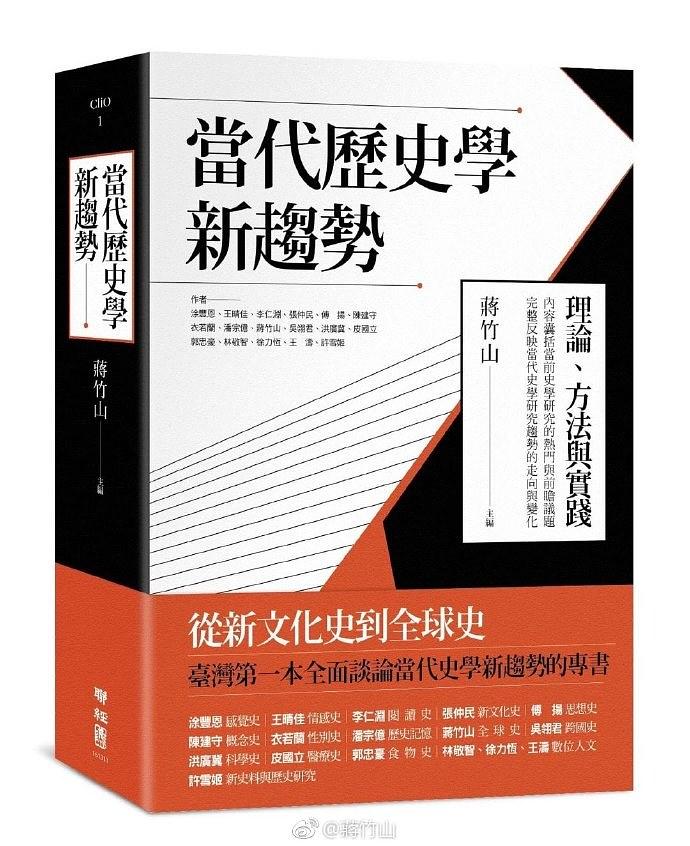 Clio
1
當代歷史學
新趨勢
蔣竹山
主編
聯經
當代歷史學
新趨勢
作者
涂豐恩、王晴佳、李仁淵、張仲民、傅 揚、陳建守
衣若蘭、潘宗億、蔣竹山、吳翎君、洪廣冀、皮國立
郭忠豪、林敬智、徐力恆、王 濤、許雪姬
理論、方法與實踐
內容囊括當前史學研究的熱門與前瞻議題
完整反映當代史學研究趨勢的走向與變化
蔣竹山
主編
從新文化史到全球史
臺灣第一本全面談論當代史學新趨勢的專書
涂豐恩 感覺史｜王晴佳 情感史｜李仁淵 閱讀史｜張仲民 新文化史｜傅 揚 思想史
陳建守 概念史｜衣若蘭 性別史｜潘宗億 歷史記憶｜蔣竹山 全球史｜吳翎君 跨國史
洪廣冀 科學史｜皮國立 醫療史｜郭忠豪 食物史｜林敬智、徐力恆、王濤 數位人文
許雪姬 新史料與歷史研究
@蔣竹山